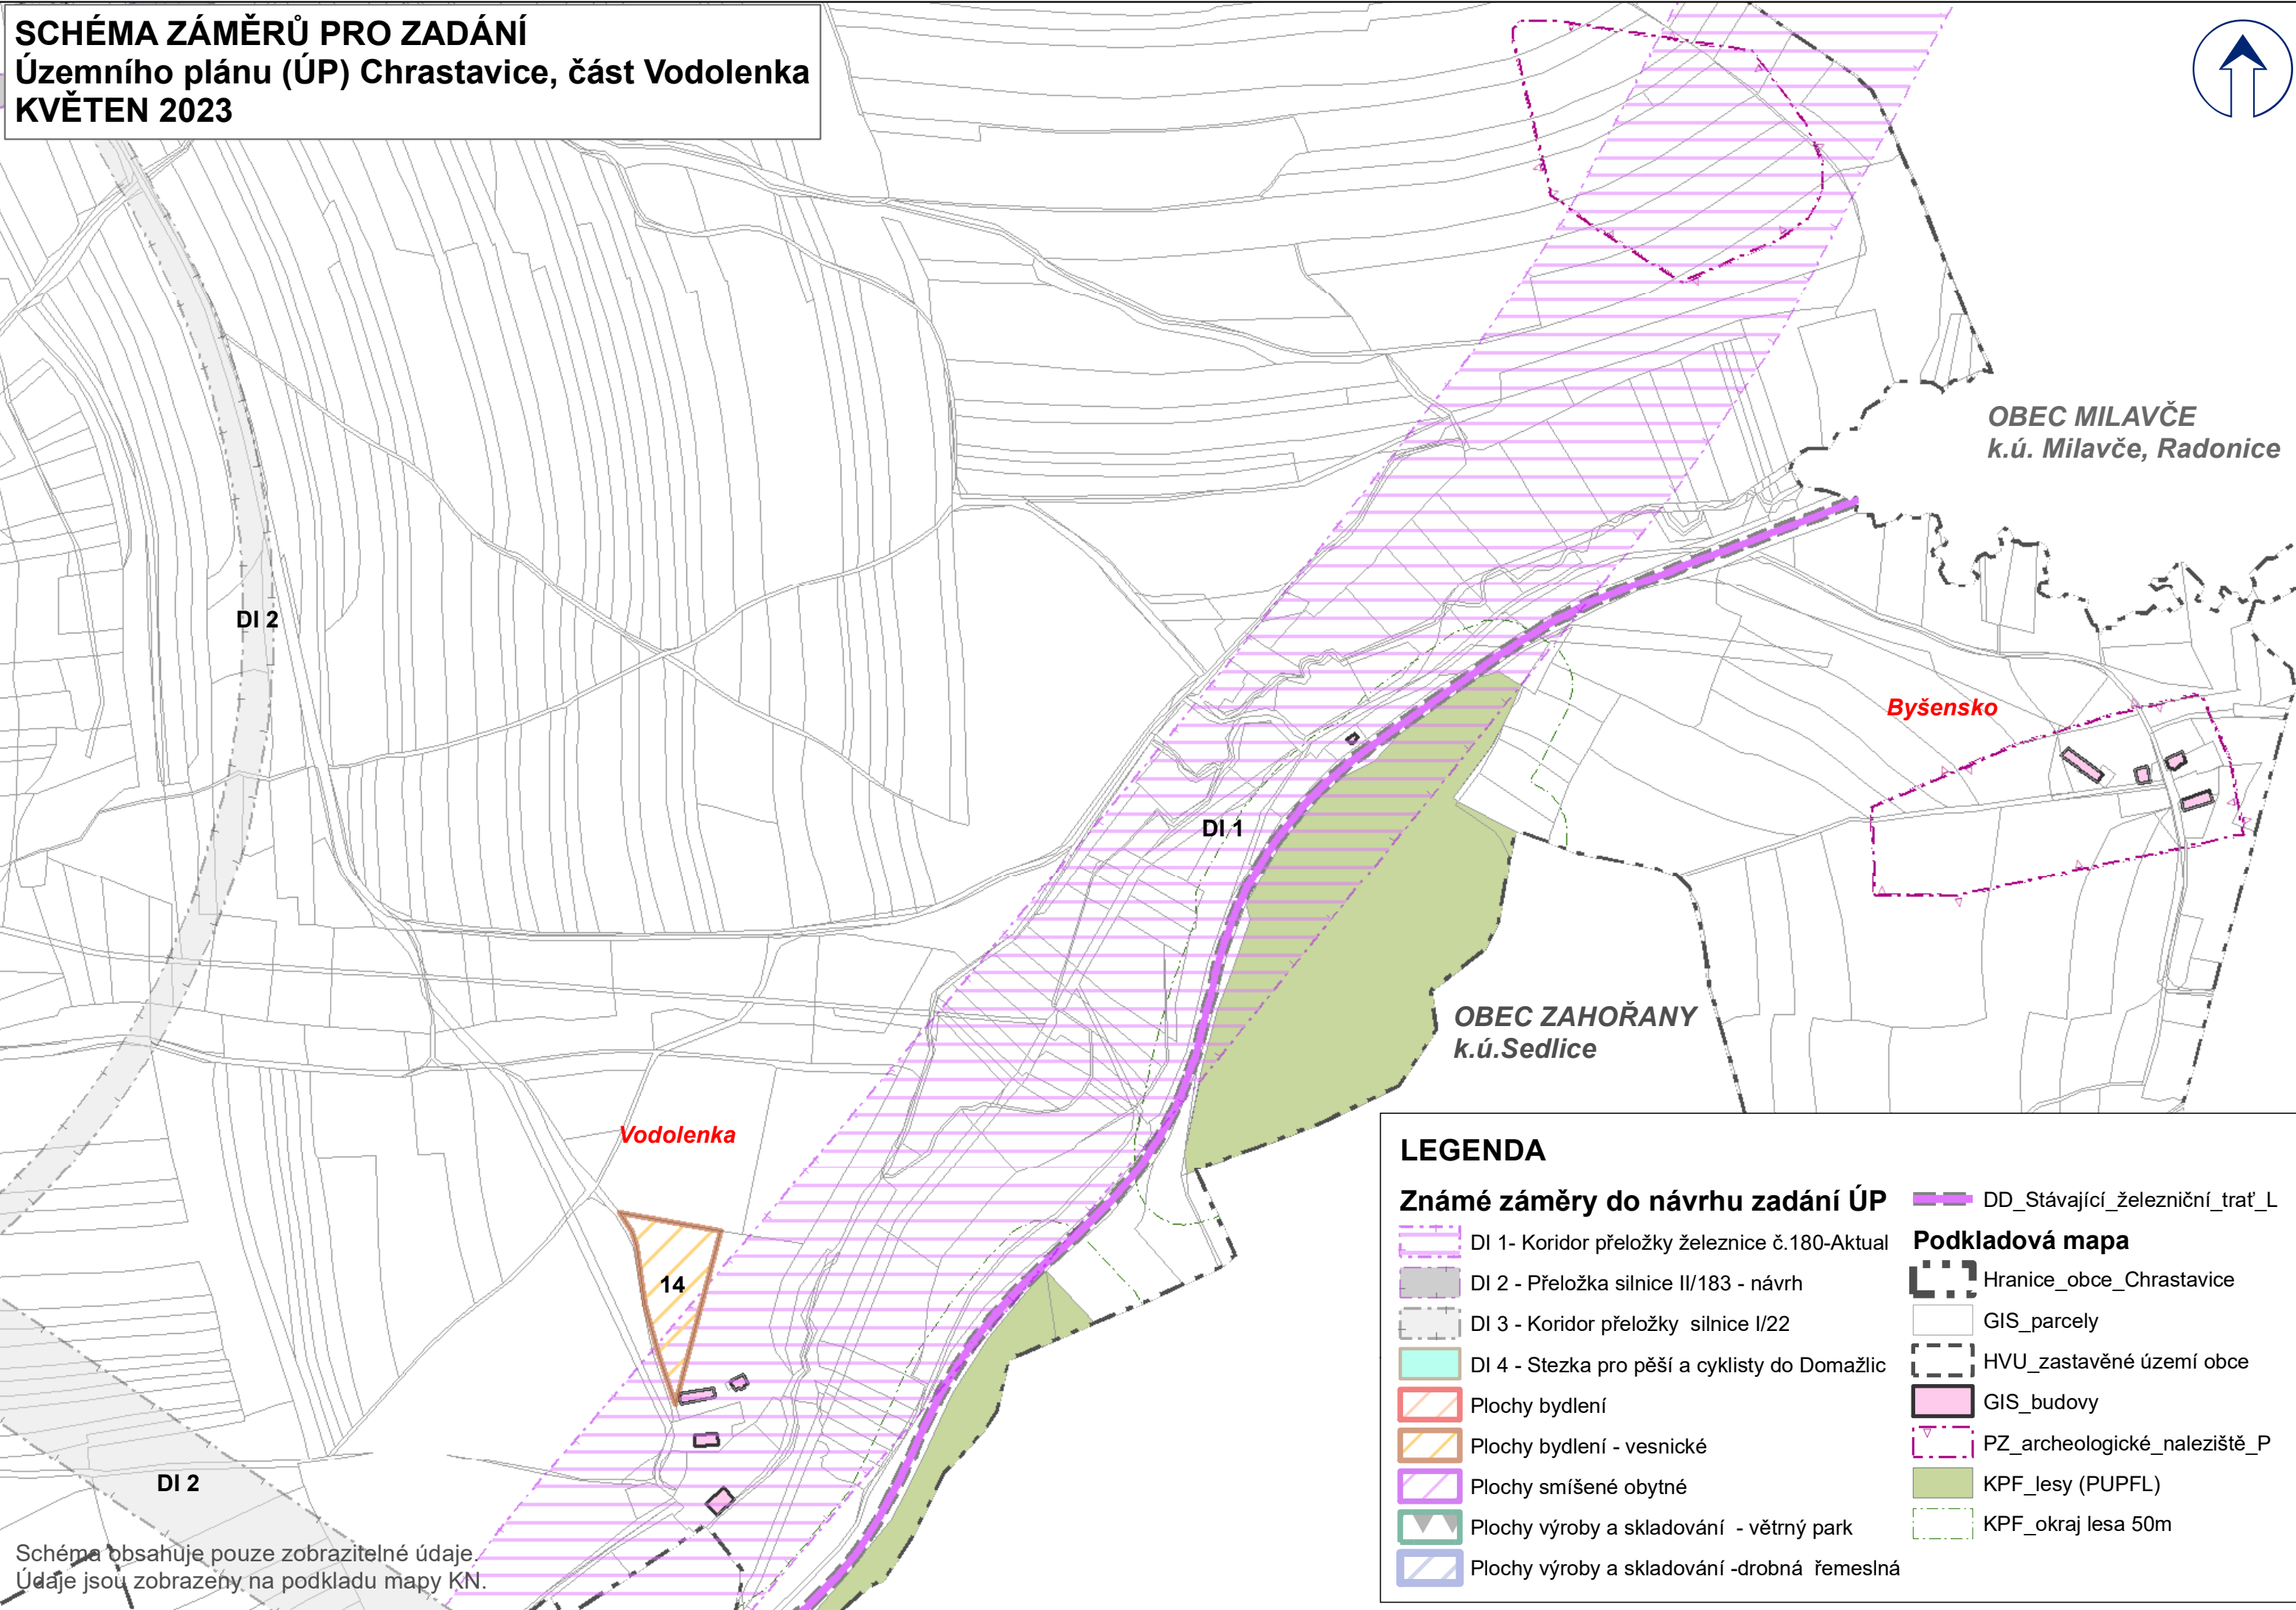 SCHÉMA ZÁMĚRŮ PRO ZADÁNÍ
Územního plánu (ÚP) Chrastavice, část Vodolenka
KVĚTEN 2023
OBEC MILAVČE
k.ú. Milavče, Radonice
DI 2
Byšensko
DI 1
OBEC ZAHOŘANY
k.ú.Sedlice
Vodolenka
14
DI 2
Schéma obsahuje pouze zobrazitelné údaje.
Údaje jsou zobrazeny na podkladu mapy KN.
LEGENDA
Známé záměry do návrhu zadání ÚP
DI 1- Koridor přeložky železnice č.180-Aktual
DI 2 - Přeložka silnice II/183 - návrh
DI 3 - Koridor přeložky silnice I/22
DI 4 - Stezka pro pěší a cyklisty do Domažlic
Plochy bydlení
Plochy bydlení - vesnické
Plochy smíšené obytné
Plochy výroby a skladování - větrný park
Plochy výroby a skladování -drobná řemeslná
DD_Stávající_železniční_trať_L
Podkladová mapa
Hranice_obce_Chrastavice
GIS_parcely
HVU_zastavěné území obce
GIS_budovy
PZ_archeologické_naleziště_P
KPF_lesy (PUPFL)
KPF_okraj lesa 50m